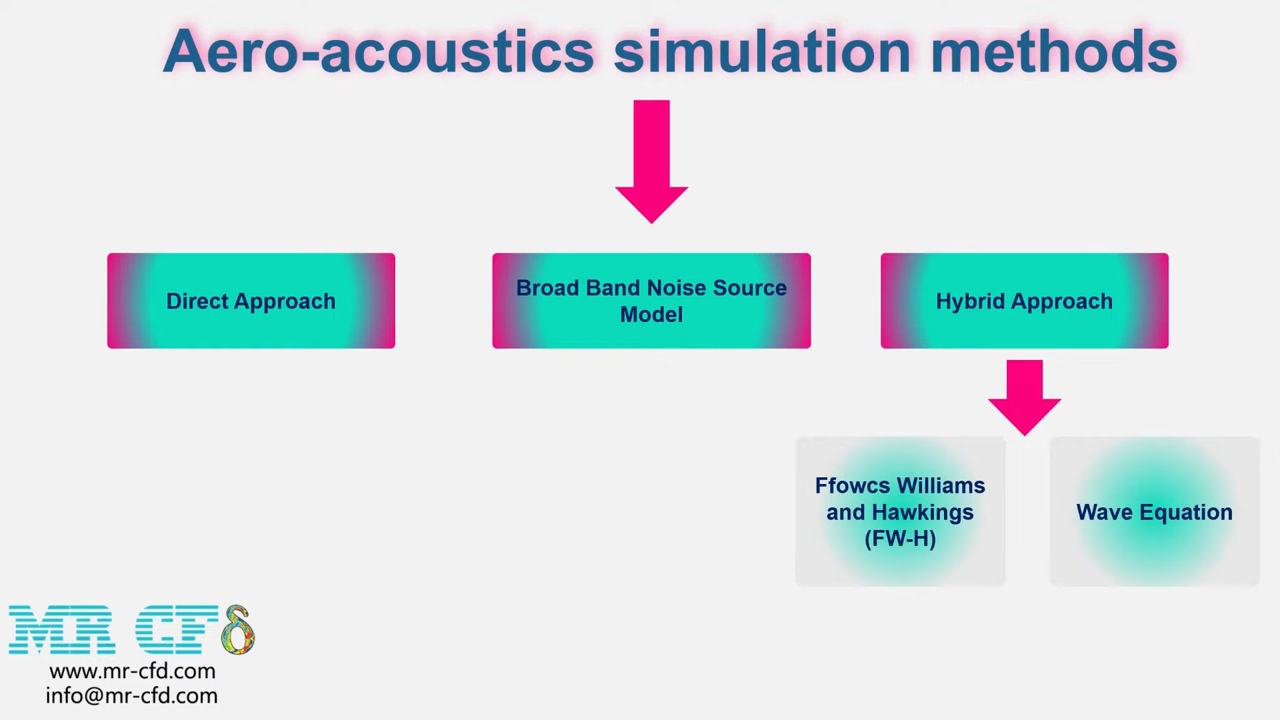 Aero-acoustics simulation methods
Direct Approach
Broad Band Noise Source
Model
Hybrid Approach
Ffowcs Williams
and Hawkings
(FW-H)
Wave Equation
MR CFδ
www.mr-cfd.com
info@mr-cfd.com